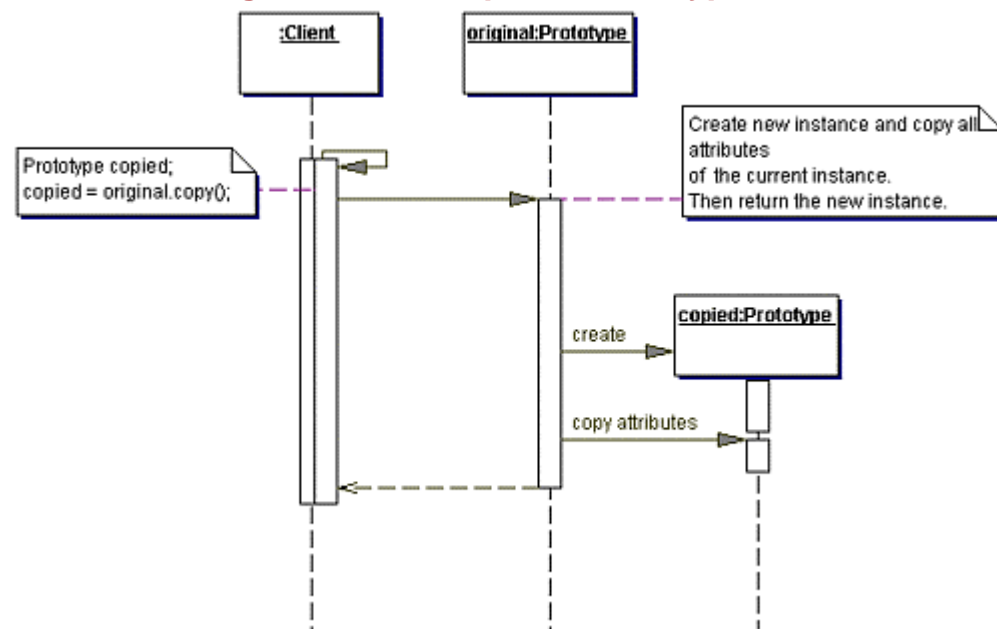 :Client
original:Prototype
Prototype copied;
copied = original.copy();
Create new instance and copy all
attributes
of the current instance.
Then return the new instance.
copied:Prototype
create
copy attributes